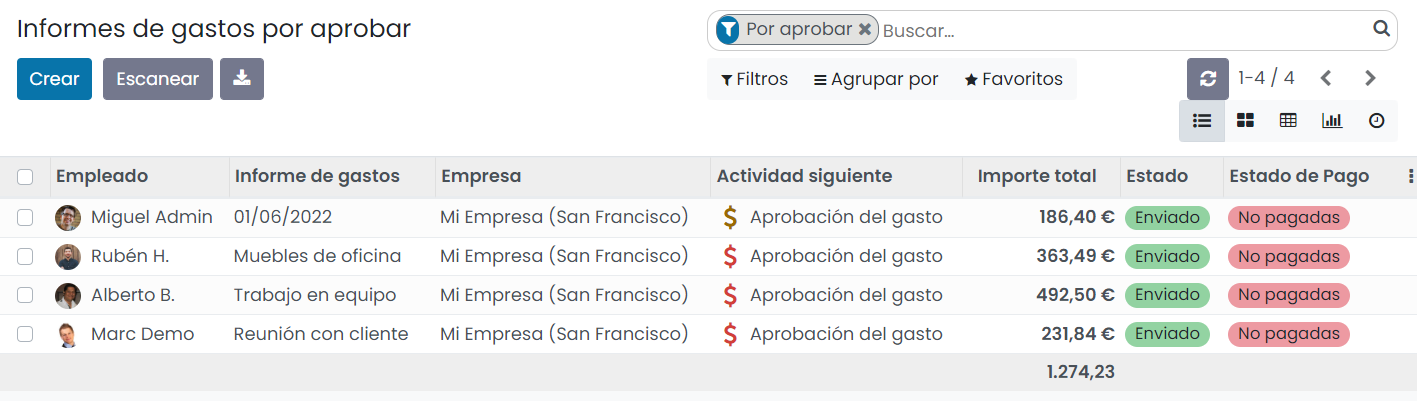 Informes de gastos por aprobar
Por aprobar Buscar...
Crear Escanear
Filtros Agrupar por Favoritos 1-4 / 4
Empleado Informe de gastos Empresa Actividad siguiente Importe total Estado Estado de Pago
Miguel Admin 01/06/2022 Mi Empresa (San Francisco) Aprobación del gasto 186,40 € Enviado No pagadas
Rubén H. Muebles de oficina Mi Empresa (San Francisco) Aprobación del gasto 363,49 € Enviado No pagadas
Alberto B. Trabajo en equipo Mi Empresa (San Francisco) Aprobación del gasto 492,50 € Enviado No pagadas
Marc Demo Reunión con cliente Mi Empresa (San Francisco) Aprobación del gasto 231,84 € Enviado No pagadas
1.274,23